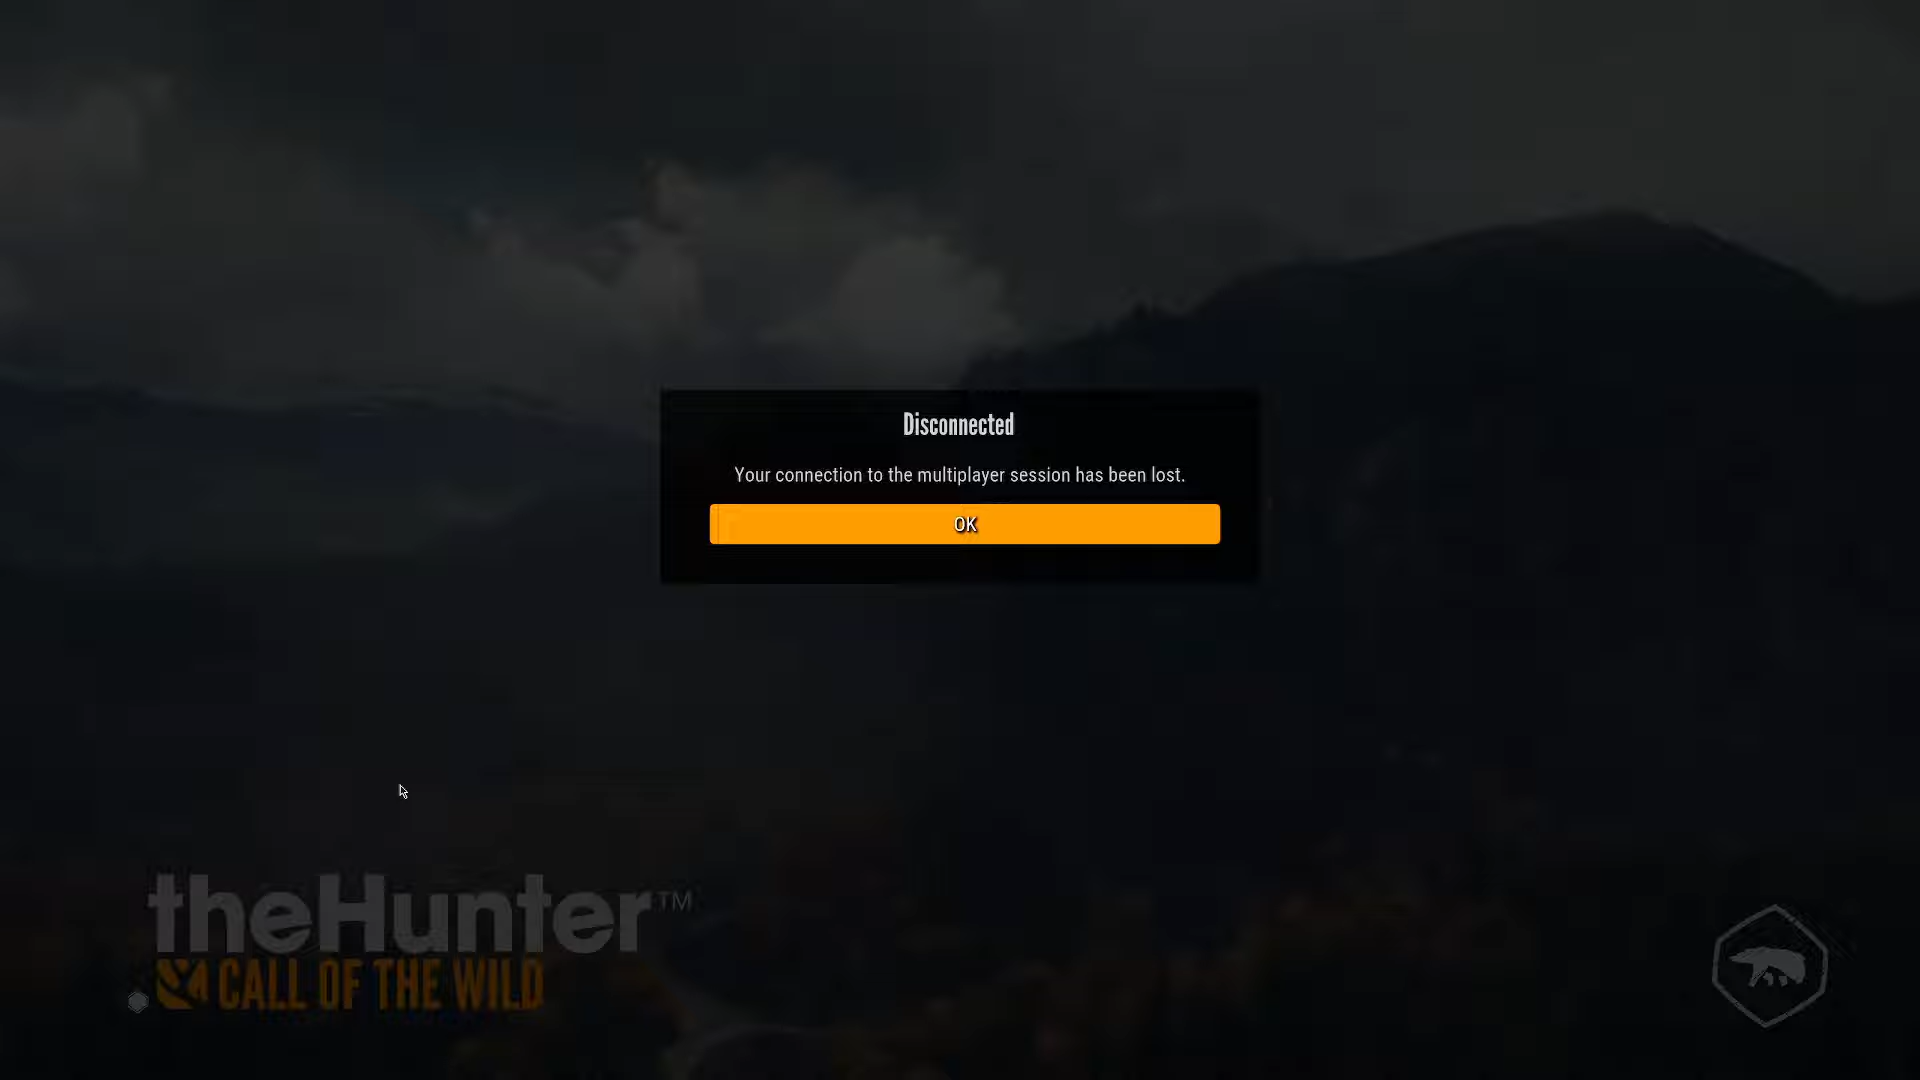 Disconnected
Your connection to the multiplayer session has been lost.
OK
theHunter™
CALL OF THE WILD